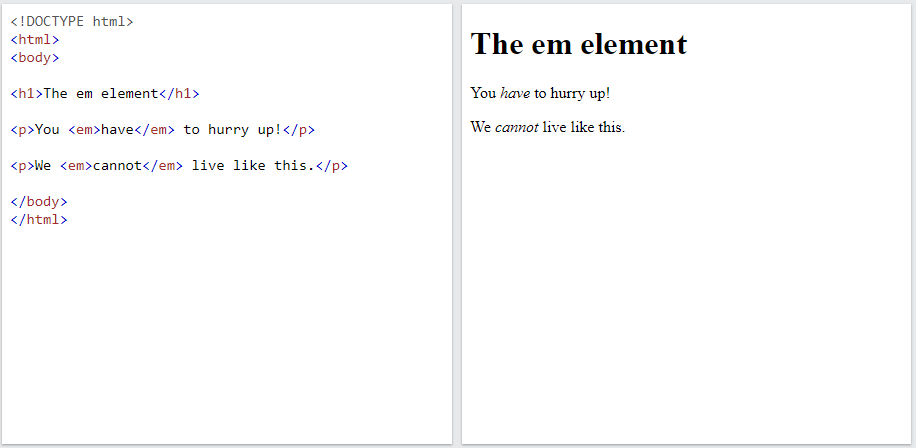 <!DOCTYPE html>
<html>
<body>
<h1>The em element</h1>
<p>You <em>have</em> to hurry up!</p>
<p>We <em>cannot</em> live like this.</p>
</body>
</html>
The em element
You have to hurry up!
We cannot live like this.